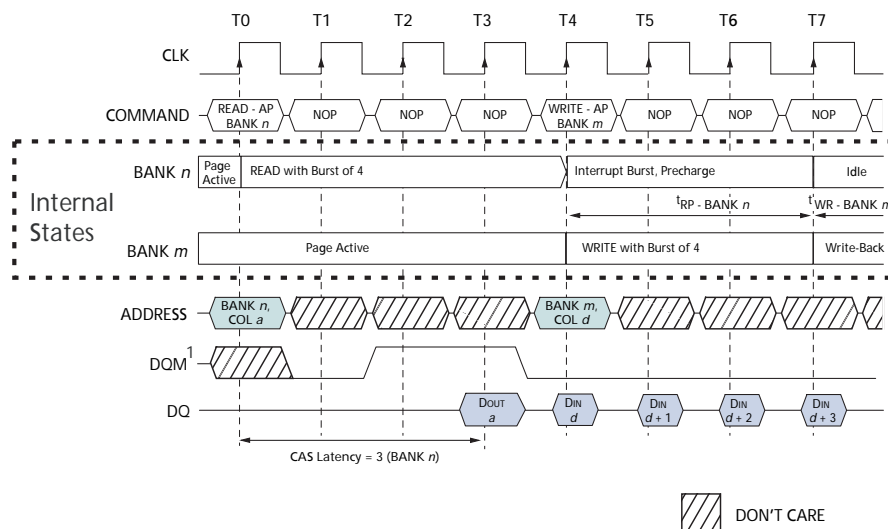 T0 T1 T2 T3 T4 T5 T6 T7
CLK
COMMAND
READ - AP
BANK n
NOP
NOP
NOP
WRITE - AP
BANK m
NOP
NOP
NOP
Internal
States
BANK n
Page
Active
READ with Burst of 4
Interrupt Burst, Precharge
Idle
tRP - BANK n
tWR - BANK m
BANK m
Page Active
WRITE with Burst of 4
Write-Back
ADDRESS
BANK n,
COL a
BANK m,
COL d
DQM1
DQ
DOUT
a
DIN
d
DIN
d + 1
DIN
d + 2
DIN
d + 3
CAS Latency = 3 (BANK n)
DON'T CARE